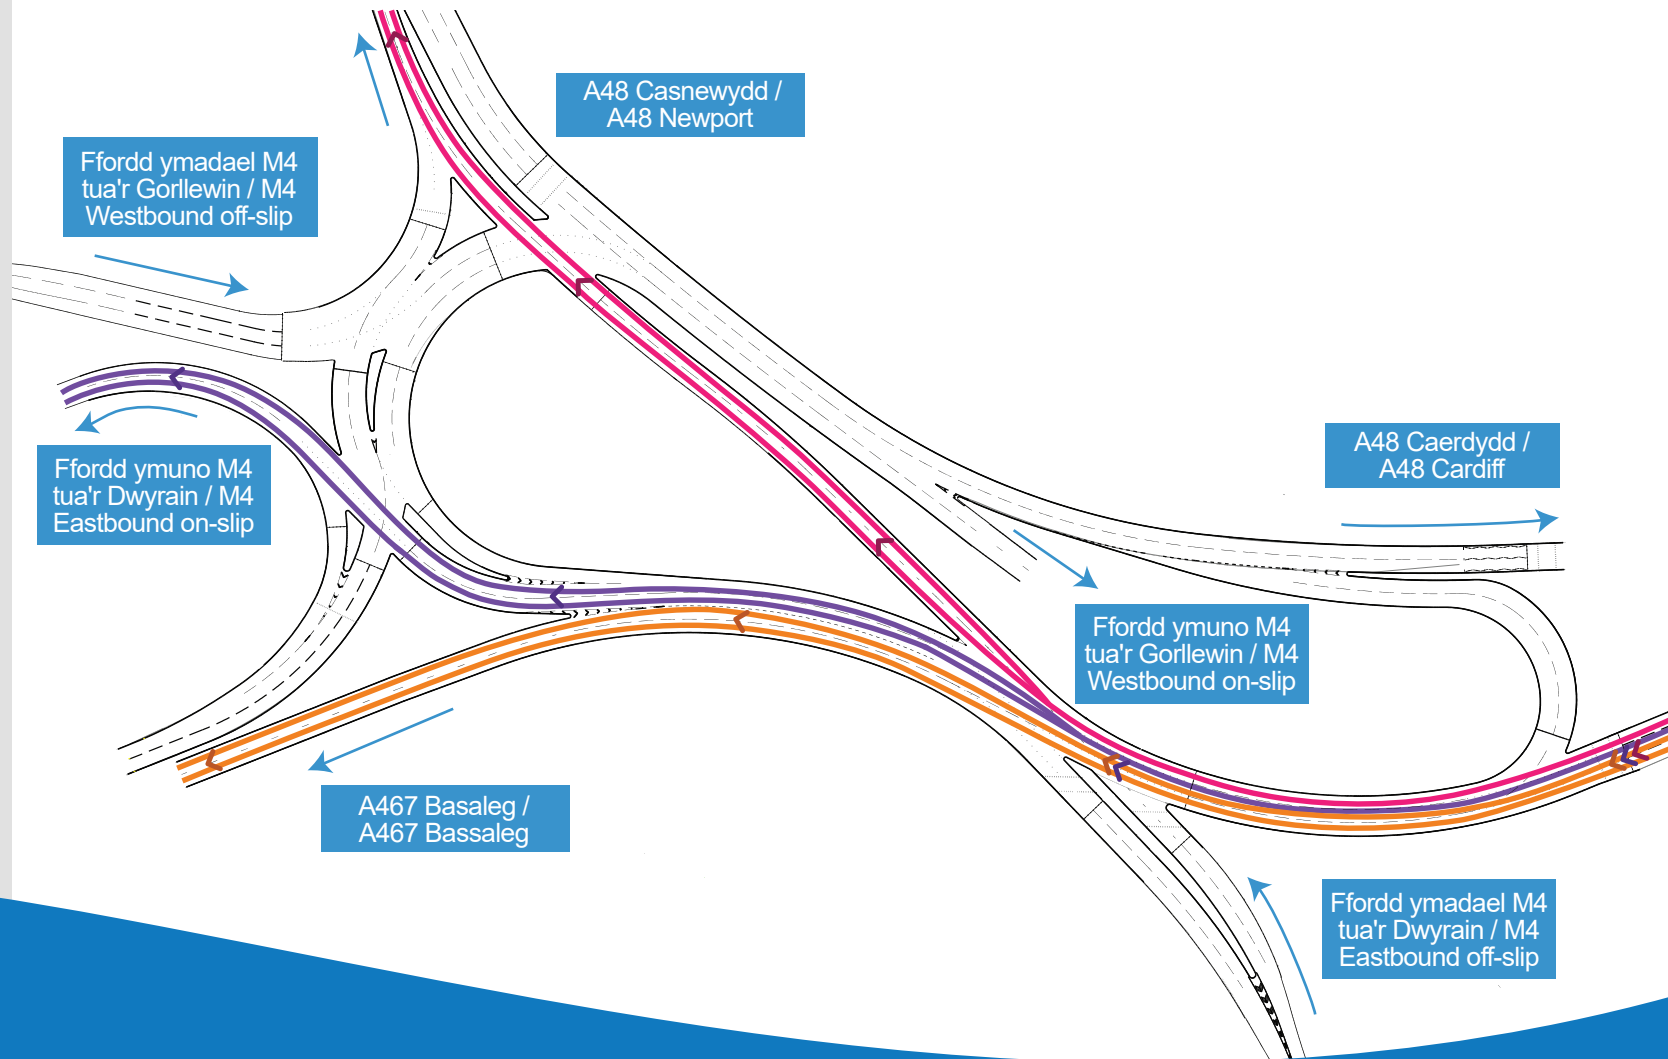 A48 Casnewydd /
A48 Newport
Ffordd ymadael M4
tua'r Gorllewin / M4
Westbound off-slip
A48 Caerdydd /
A48 Cardiff
Ffordd ymuno M4
tua'r Dwyrain / M4
Eastbound on-slip
Ffordd ymuno M4
tua'r Gorllewin / M4
Westbound on-slip
A467 Basaleg /
A467 Bassaleg
Ffordd ymadael M4
tua'r Dwyrain / M4
Eastbound off-slip